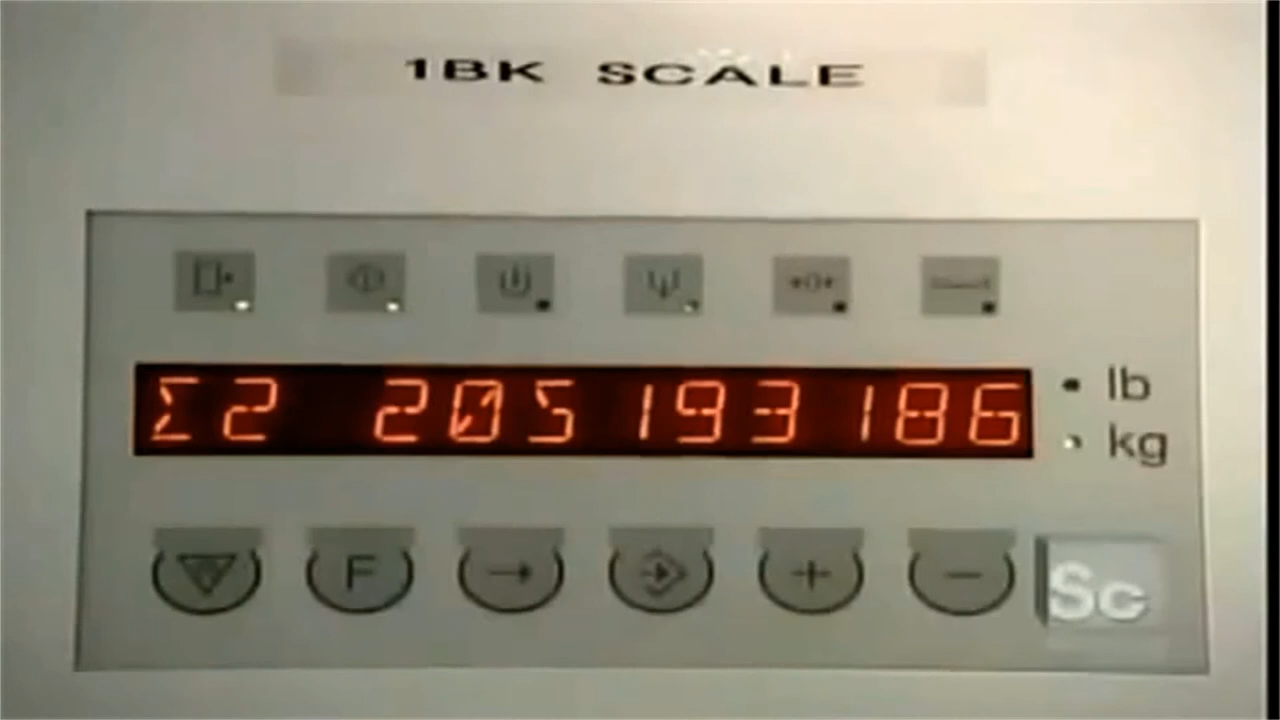 1BK SCALE
Σ2 205 193 186
lb
kg
F → + −
Sc